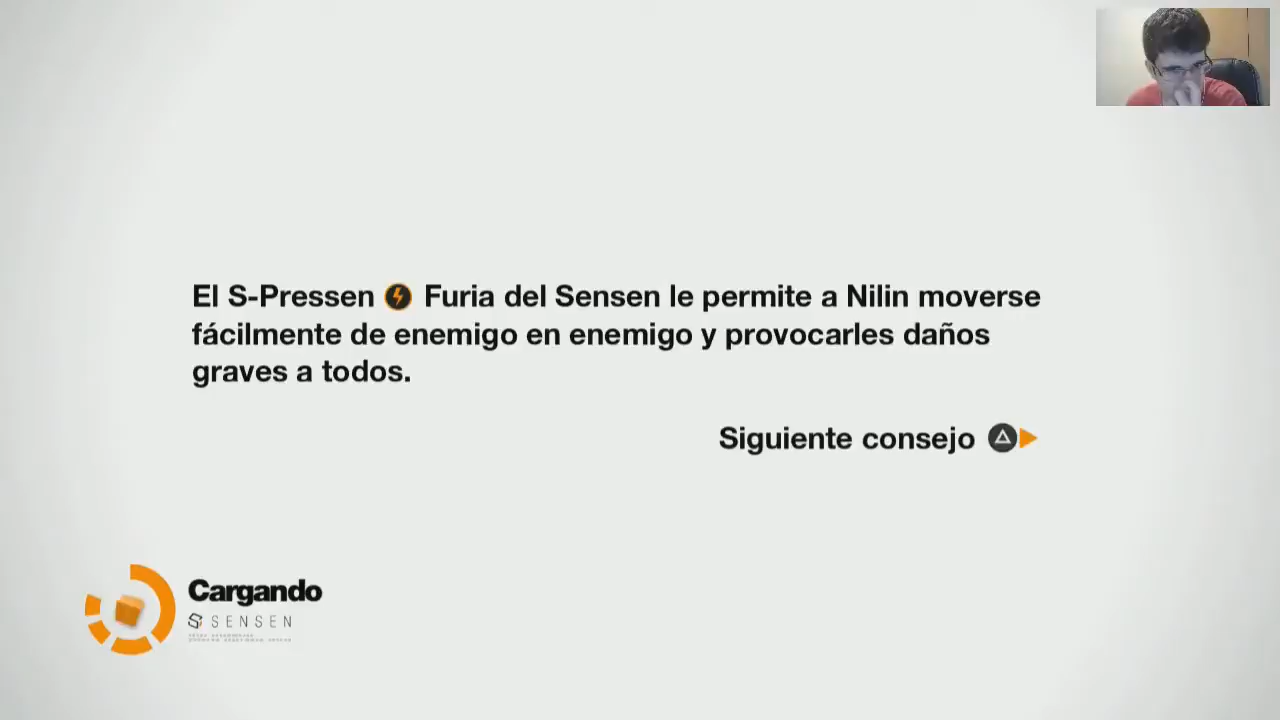 El S-Pressen Furia del Sensen le permite a Nilin moverse
fácilmente de enemigo en enemigo y provocarles daños
graves a todos.
Siguiente consejo
Cargando
SENSEN